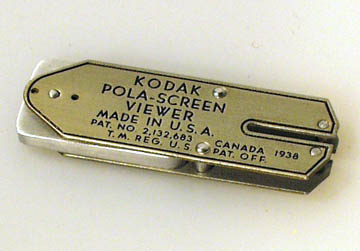 KODAK
POLA-SCREEN
VIEWER
MADE IN U.S.A.
PAT. NO. 2,132,683 CANADA 1938
T.M. REG. U.S. PAT. OFF.